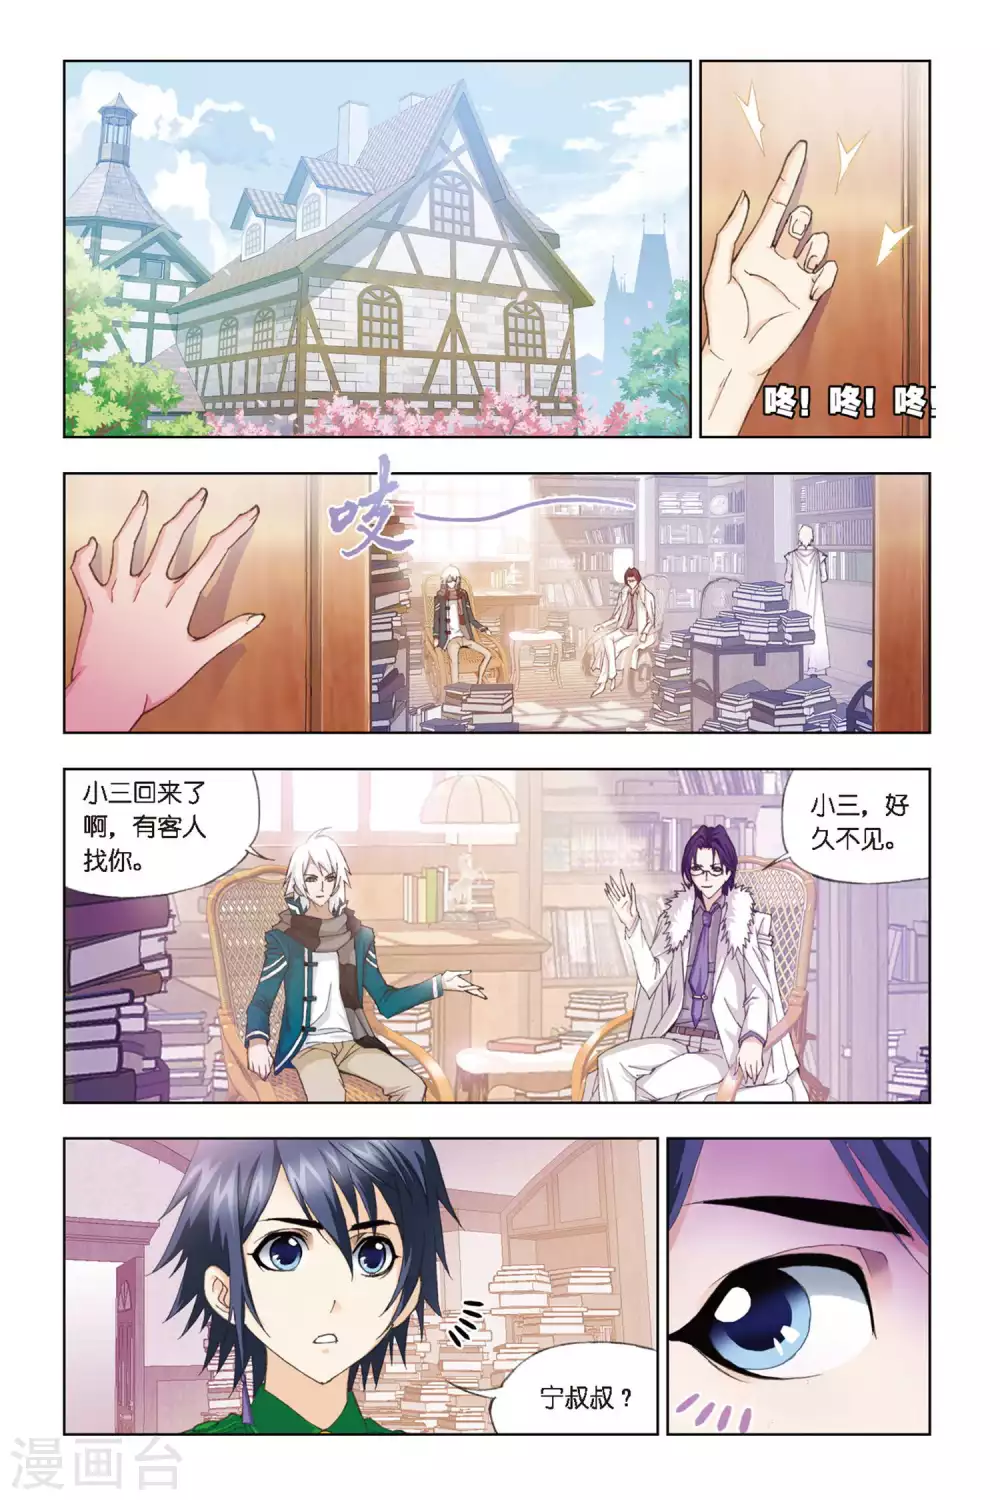 咚！咚！咚！
吱
小三回来了
啊，有客人
找你。
小三，好
久不见。
宁叔叔？
漫画台